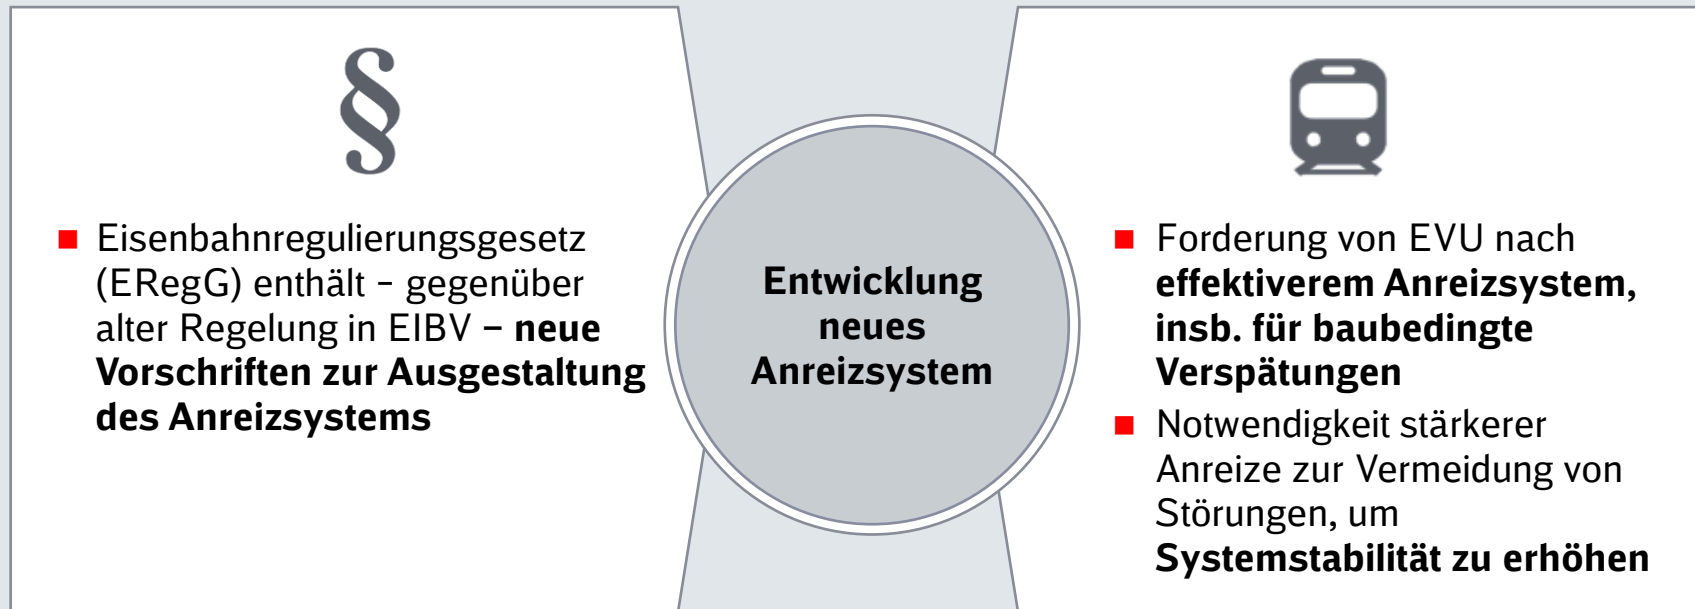 §
Eisenbahnregulierungsgesetz
(ERegG) enthält – gegenüber
alter Regelung in EIBV – neue
Vorschriften zur Ausgestaltung
des Anreizsystems
Entwicklung
neues
Anreizsystem
Forderung von EVU nach
effektiverem Anreizsystem,
insb. für baubedingte
Verspätungen
Notwendigkeit stärkerer
Anreize zur Vermeidung von
Störungen, um
Systemstabilität zu erhöhen